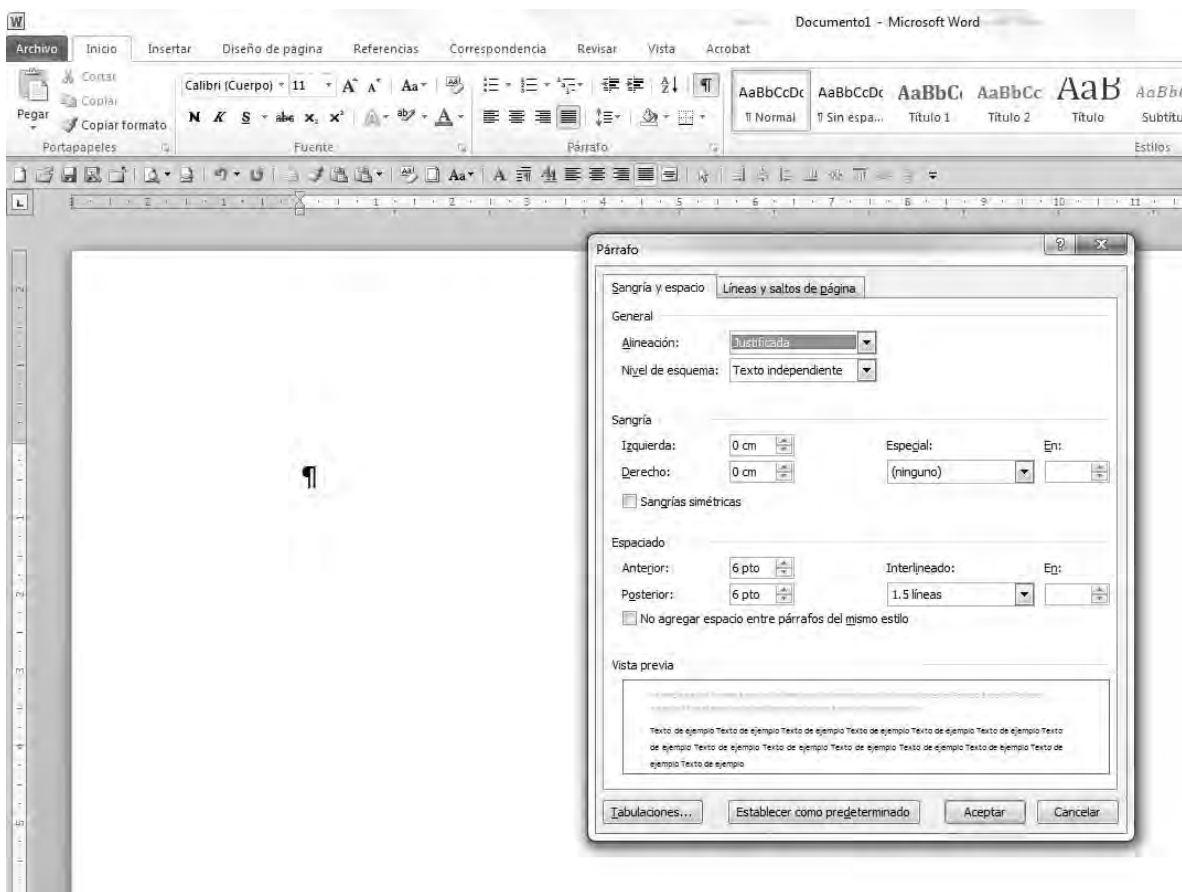 Documento1 - Microsoft Word
Archivo Inicio Insertar Diseño de página Referencias Correspondencia Revisar Vista Acrobat
Pegar
Cortar
Copiar
Copiar formato
Portapapeles
Calibri (Cuerpo) 11 Aa
N K S abc x₂ x² A
Fuente
Párrafo
AaBbCcDc AaBbCcDc AaBbC AaBbCc AaB AaBb
¶ Normal ¶ Sin espa... Título 1 Título 2 Título Subtítu
Estilos
Párrafo
Sangría y espacio Líneas y saltos de página
General
Alineación: Justificada
Nivel de esquema: Texto independiente
Sangría
Izquierda: 0 cm Especial: En:
Derecho: 0 cm (ninguno)
Sangrías simétricas
Espaciado
Anterior: 6 pto Interlineado: En:
Posterior: 6 pto 1.5 líneas
No agregar espacio entre párrafos del mismo estilo
Vista previa
Texto de ejemplo Texto de ejemplo Texto de ejemplo Texto de ejemplo Texto de ejemplo Texto de ejemplo Texto
de ejemplo Texto de ejemplo Texto de ejemplo Texto de ejemplo Texto de ejemplo Texto de ejemplo Texto de
ejemplo Texto de ejemplo
Tabulaciones... Establecer como predeterminado Aceptar Cancelar
¶